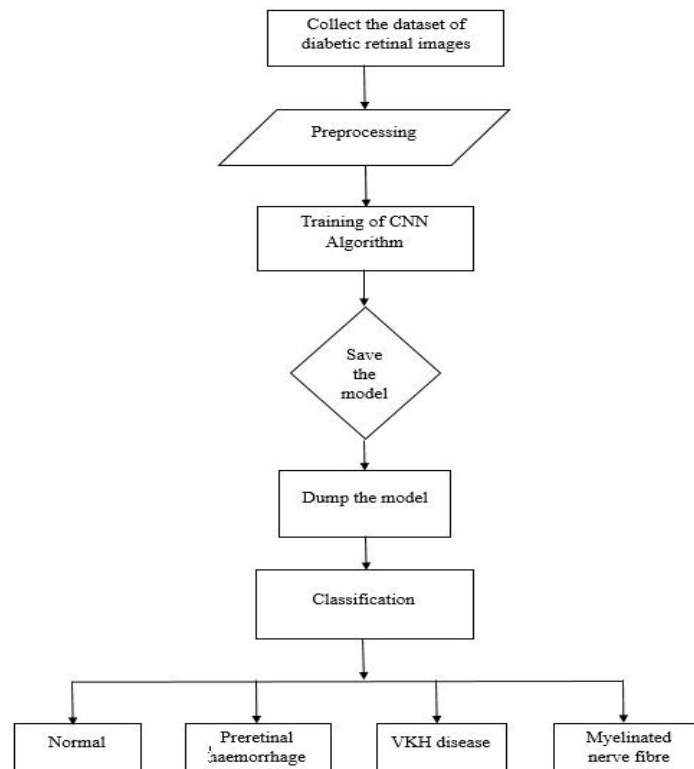 Collect the dataset of
diabetic retinal images
Preprocessing
Training of CNN
Algorithm
Save
the
model
Dump the model
Classification
Normal
Preretinal
haemorrhage
VKH disease
Myelinated
nerve fibre